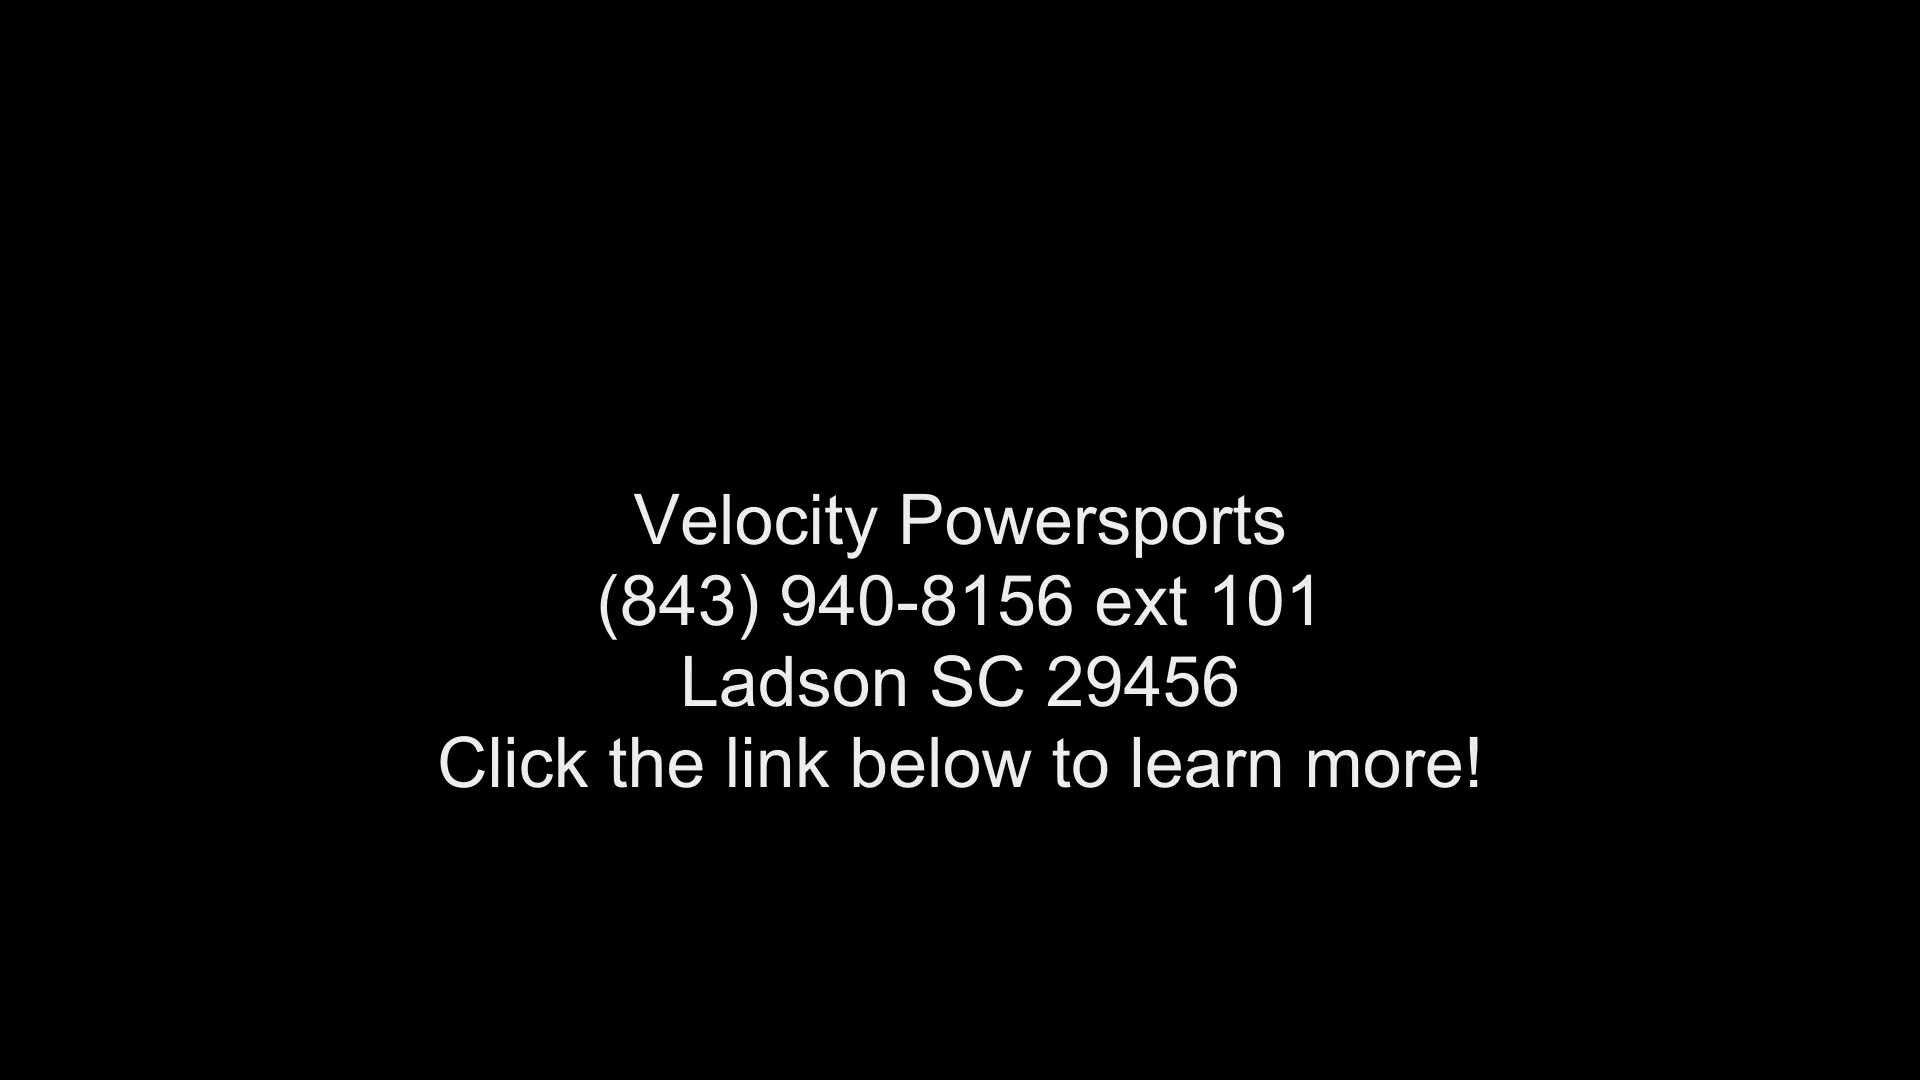 Velocity Powersports
(843) 940-8156 ext 101
Ladson SC 29456
Click the link below to learn more!